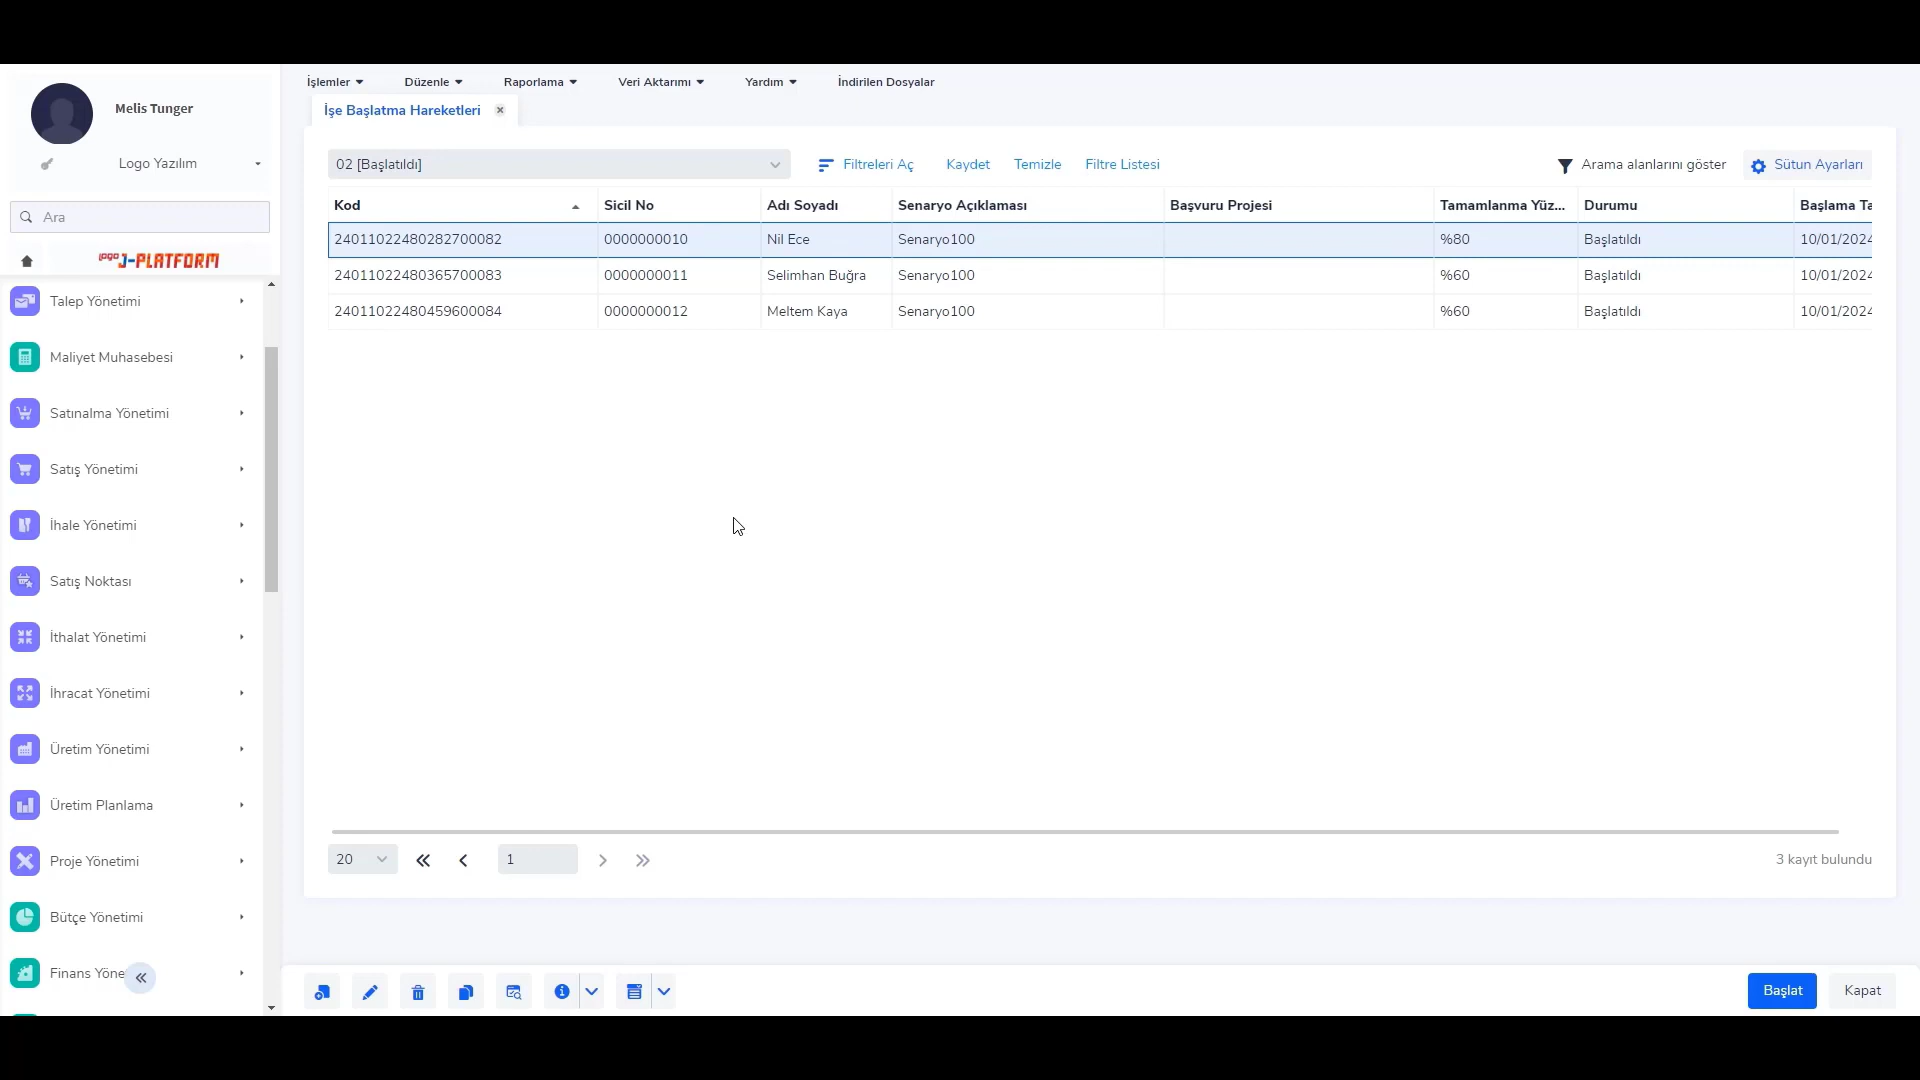 Melis Tunger
Logo Yazılım
Ara
LOGO J-PLATFORM
Talep Yönetimi
Maliyet Muhasebesi
Satınalma Yönetimi
Satış Yönetimi
İhale Yönetimi
Satış Noktası
İthalat Yönetimi
İhracat Yönetimi
Üretim Yönetimi
Üretim Planlama
Proje Yönetimi
Bütçe Yönetimi
Finans Yöne
İşlemler Düzenle Raporlama Veri Aktarımı Yardım İndirilen Dosyalar
İşe Başlatma Hareketleri
02 [Başlatıldı] Filtreleri Aç Kaydet Temizle Filtre Listesi Arama alanlarını göster Sütun Ayarları
Kod Sicil No Adı Soyadı Senaryo Açıklaması Başvuru Projesi Tamamlanma Yüz... Durumu Başlama Ta
24011022480282700082 0000000010 Nil Ece Senaryo100 %80 Başlatıldı 10/01/2024
24011022480365700083 0000000011 Selimhan Buğra Senaryo100 %60 Başlatıldı 10/01/2024
24011022480459600084 0000000012 Meltem Kaya Senaryo100 %60 Başlatıldı 10/01/2024
20 1 3 kayıt bulundu
Başlat Kapat